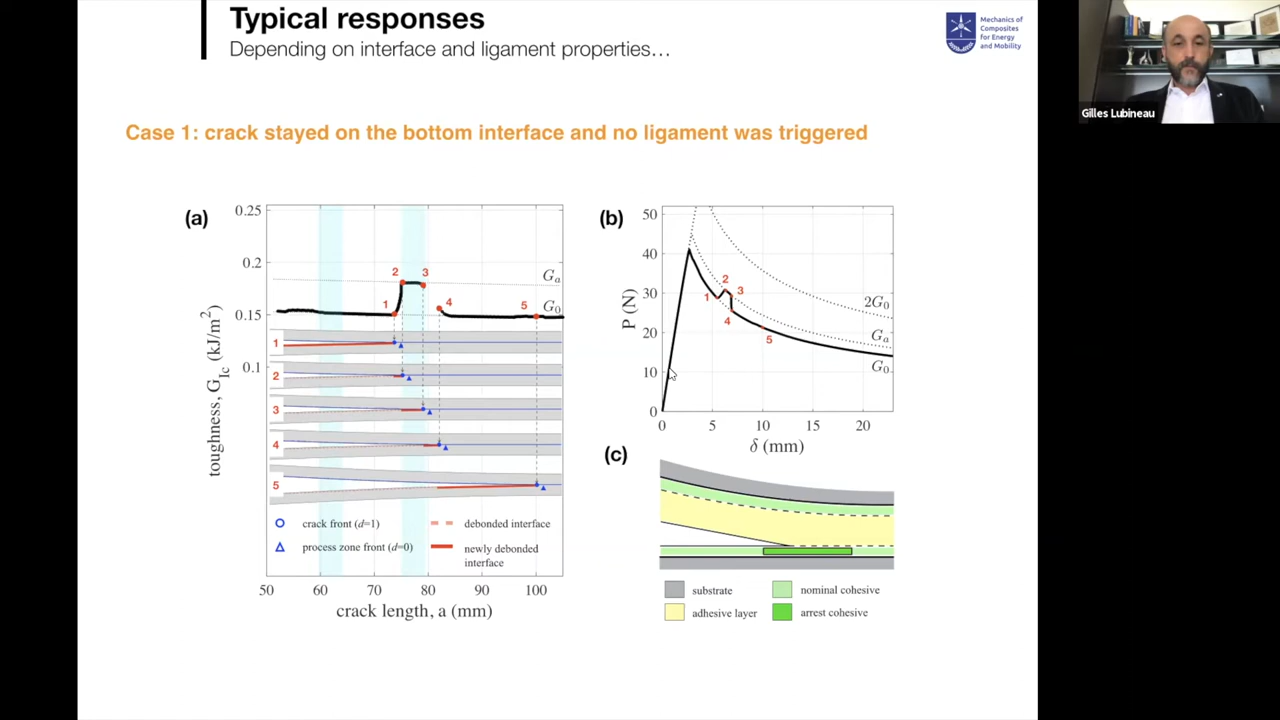 Typical responses
Depending on interface and ligament properties…
Mechanics of
Composites
for Energy
and Mobility
Gilles Lubineau
Case 1: crack stayed on the bottom interface and no ligament was triggered
(a)
0.25
0.2
0.15
0.1
toughness, G_Ic (kJ/m²)
2
3
1
4
5
G_a
G_0
1
2
3
4
5
crack front (d=1)
process zone front (d=0)
debonded interface
newly debonded
interface
50
60
70
80
90
100
crack length, a (mm)
(b)
50
40
30
20
10
0
P (N)
1
2
3
4
5
2G_0
G_a
G_0
0
5
10
15
20
δ (mm)
(c)
substrate
nominal cohesive
adhesive layer
arrest cohesive